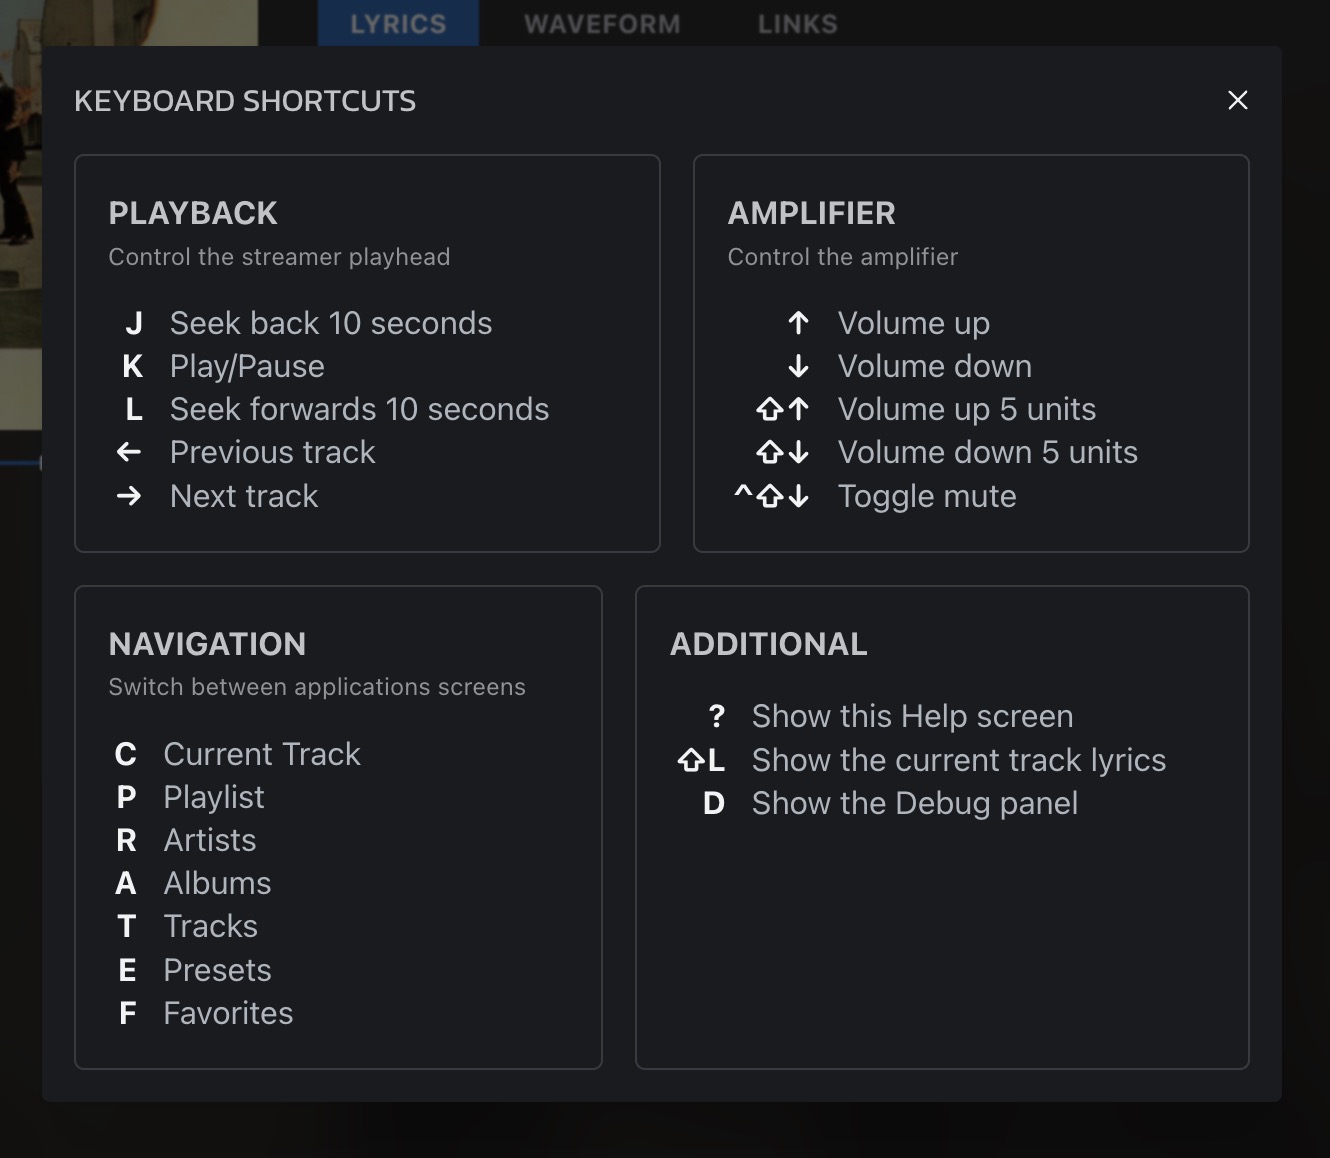 LYRICS WAVEFORM LINKS
KEYBOARD SHORTCUTS
PLAYBACK
Control the streamer playhead
J Seek back 10 seconds
K Play/Pause
L Seek forwards 10 seconds
← Previous track
→ Next track
AMPLIFIER
Control the amplifier
↑ Volume up
↓ Volume down
⇧↑ Volume up 5 units
⇧↓ Volume down 5 units
^⇧↓ Toggle mute
NAVIGATION
Switch between applications screens
C Current Track
P Playlist
R Artists
A Albums
T Tracks
E Presets
F Favorites
ADDITIONAL
? Show this Help screen
⇧L Show the current track lyrics
D Show the Debug panel